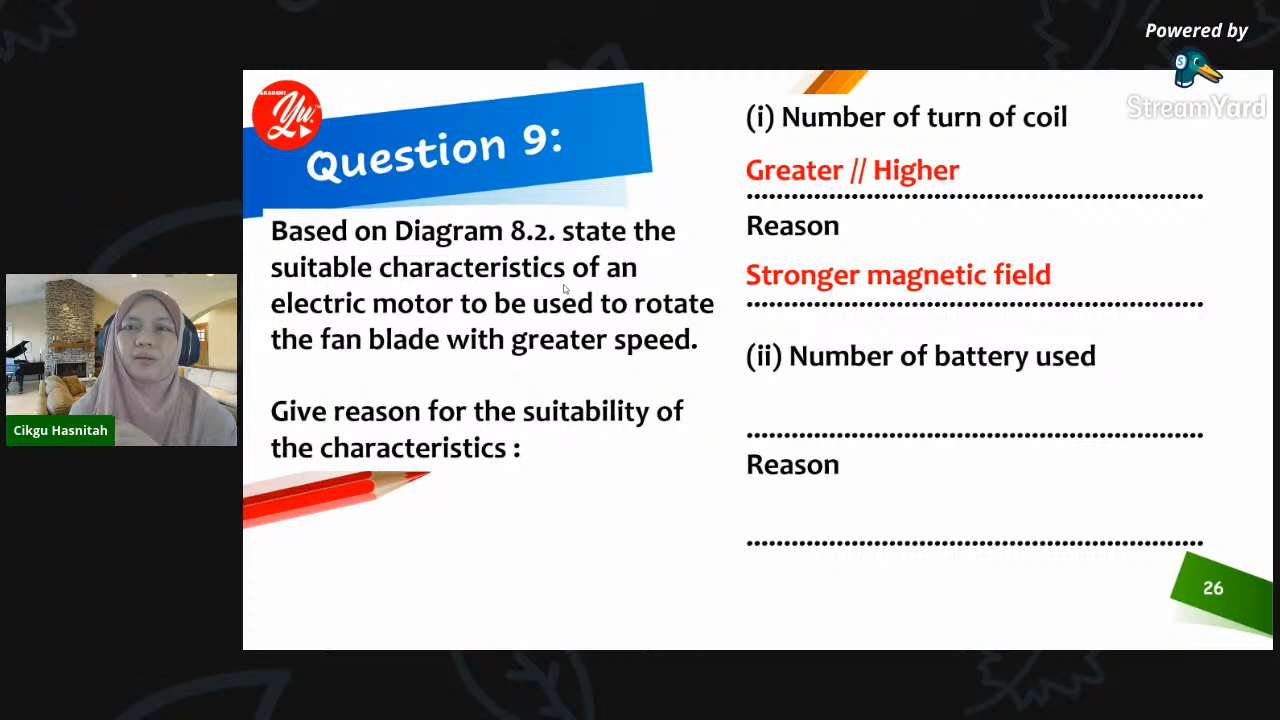 Powered by
StreamYard
AKADEMI
Yu
Question 9:
Based on Diagram 8.2. state the
suitable characteristics of an
electric motor to be used to rotate
the fan blade with greater speed.
Give reason for the suitability of
the characteristics :
(i) Number of turn of coil
Greater // Higher
Reason
Stronger magnetic field
(ii) Number of battery used
Reason
26
Cikgu Hasnitah